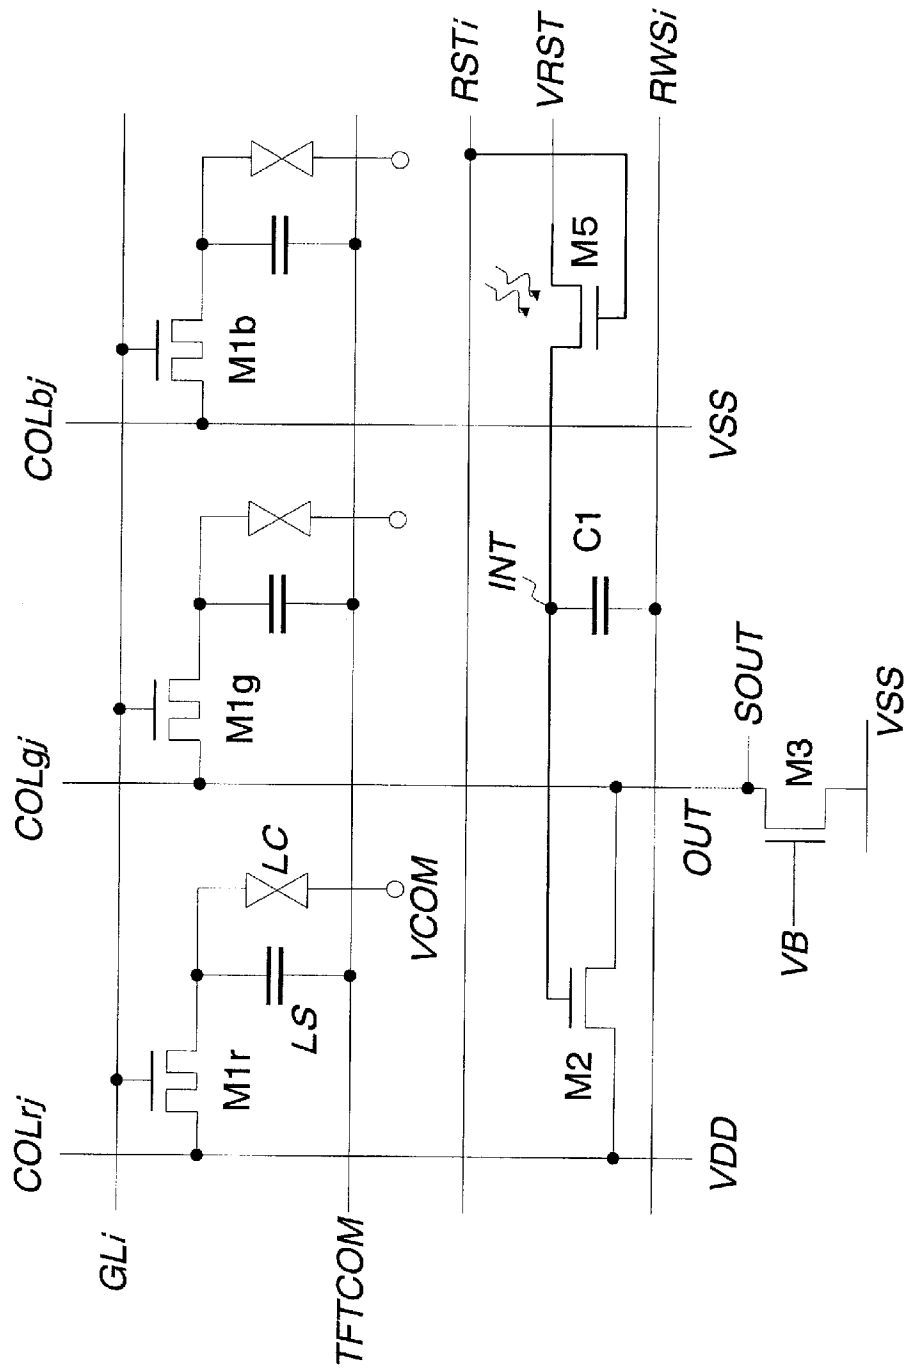 COLrj
COLgj
COLbj
GLi
M1r
M1g
M1b
LS
LC
TFTCOM
VCOM
RSTi
VRST
RWSi
INT
M5
C1
M2
VDD
OUT
SOUT
VSS
VB
M3
VSS